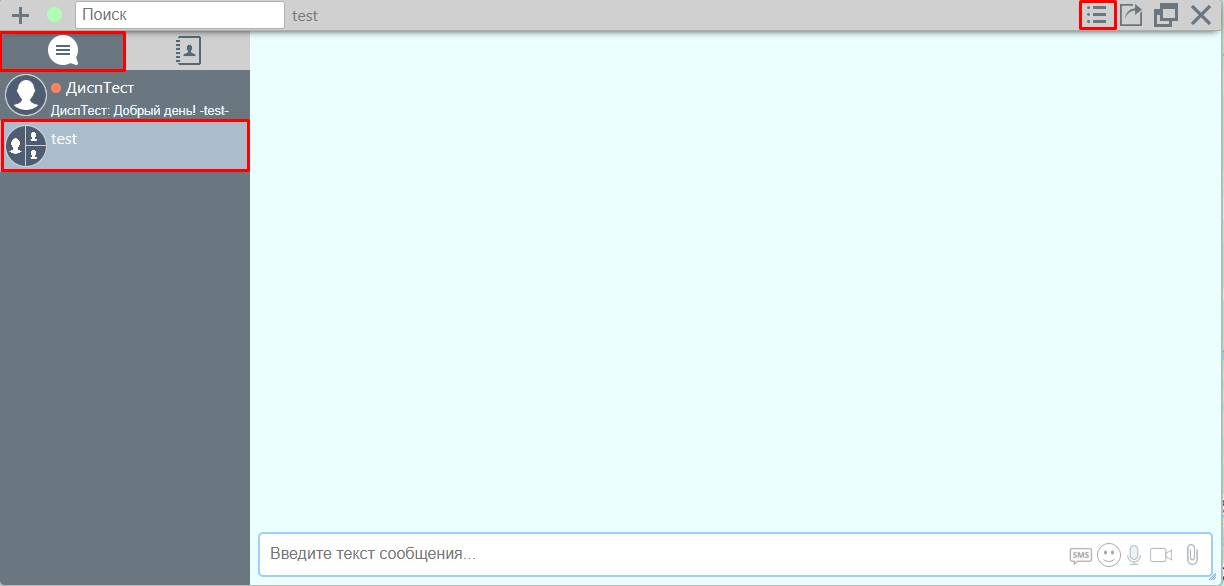 Поиск
test
ДиспТест
ДиспТест: Добрый день! -test-
test
Введите текст сообщения...
SMS